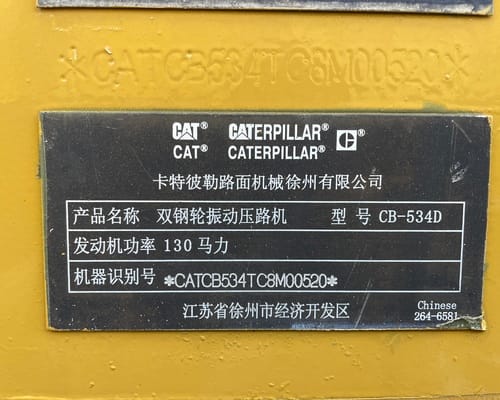 *CATCB534TC8M00520*
CAT® CATERPILLAR® C®
CAT® CATERPILLAR®
卡特彼勒路面机械徐州有限公司
产品名称 双钢轮振动压路机 型 号 CB-534D
发动机功率 130 马力
机器识别号 *CATCB534TC8M00520*
江苏省徐州市经济开发区
Chinese
264-6581